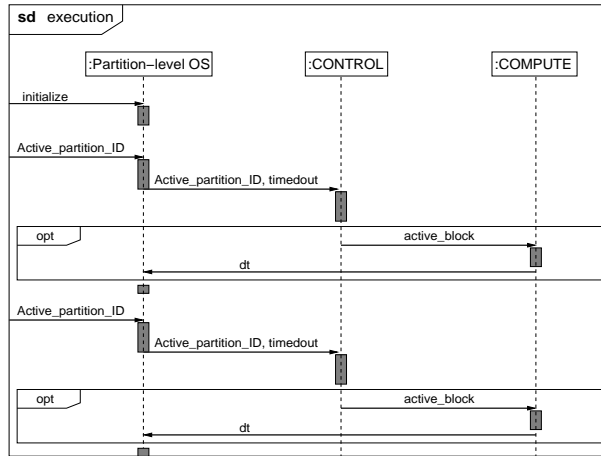 sd execution
:Partition−level OS :CONTROL :COMPUTE
initialize
Active_partition_ID
Active_partition_ID, timedout
opt active_block
dt
Active_partition_ID
Active_partition_ID, timedout
opt active_block
dt